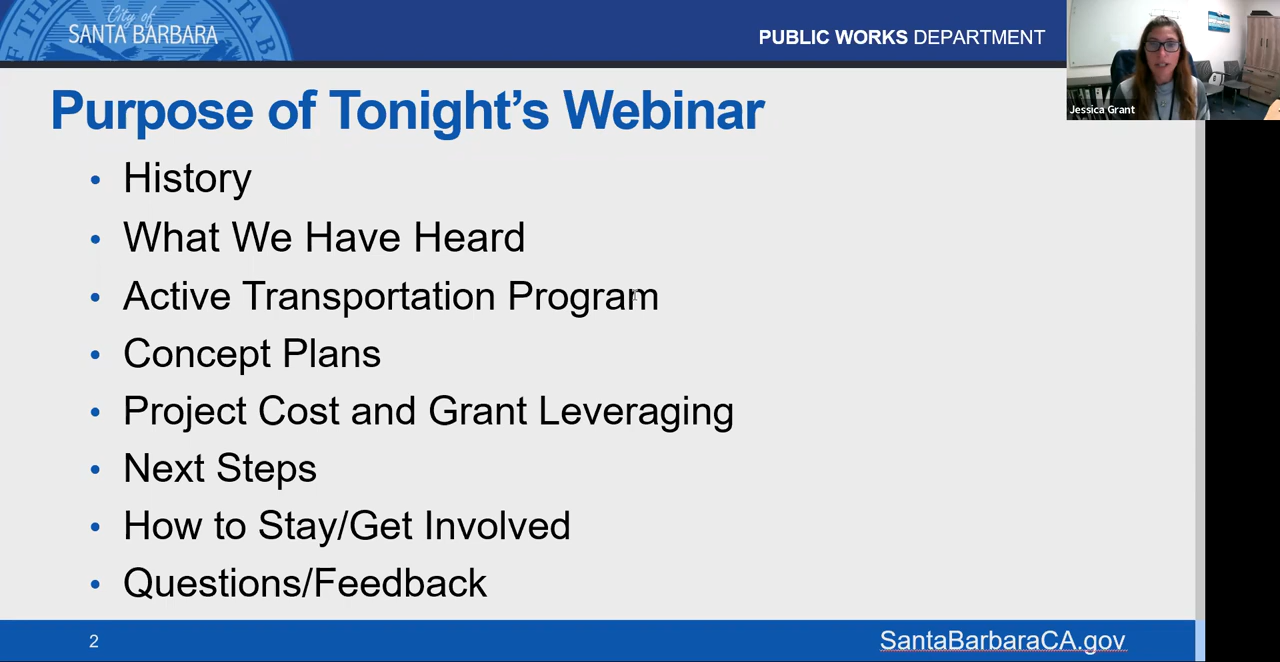 City of
SANTA BARBARA
PUBLIC WORKS DEPARTMENT
Jessica Grant
Purpose of Tonight’s Webinar
• History
• What We Have Heard
• Active Transportation Program
• Concept Plans
• Project Cost and Grant Leveraging
• Next Steps
• How to Stay/Get Involved
• Questions/Feedback
2
SantaBarbaraCA.gov